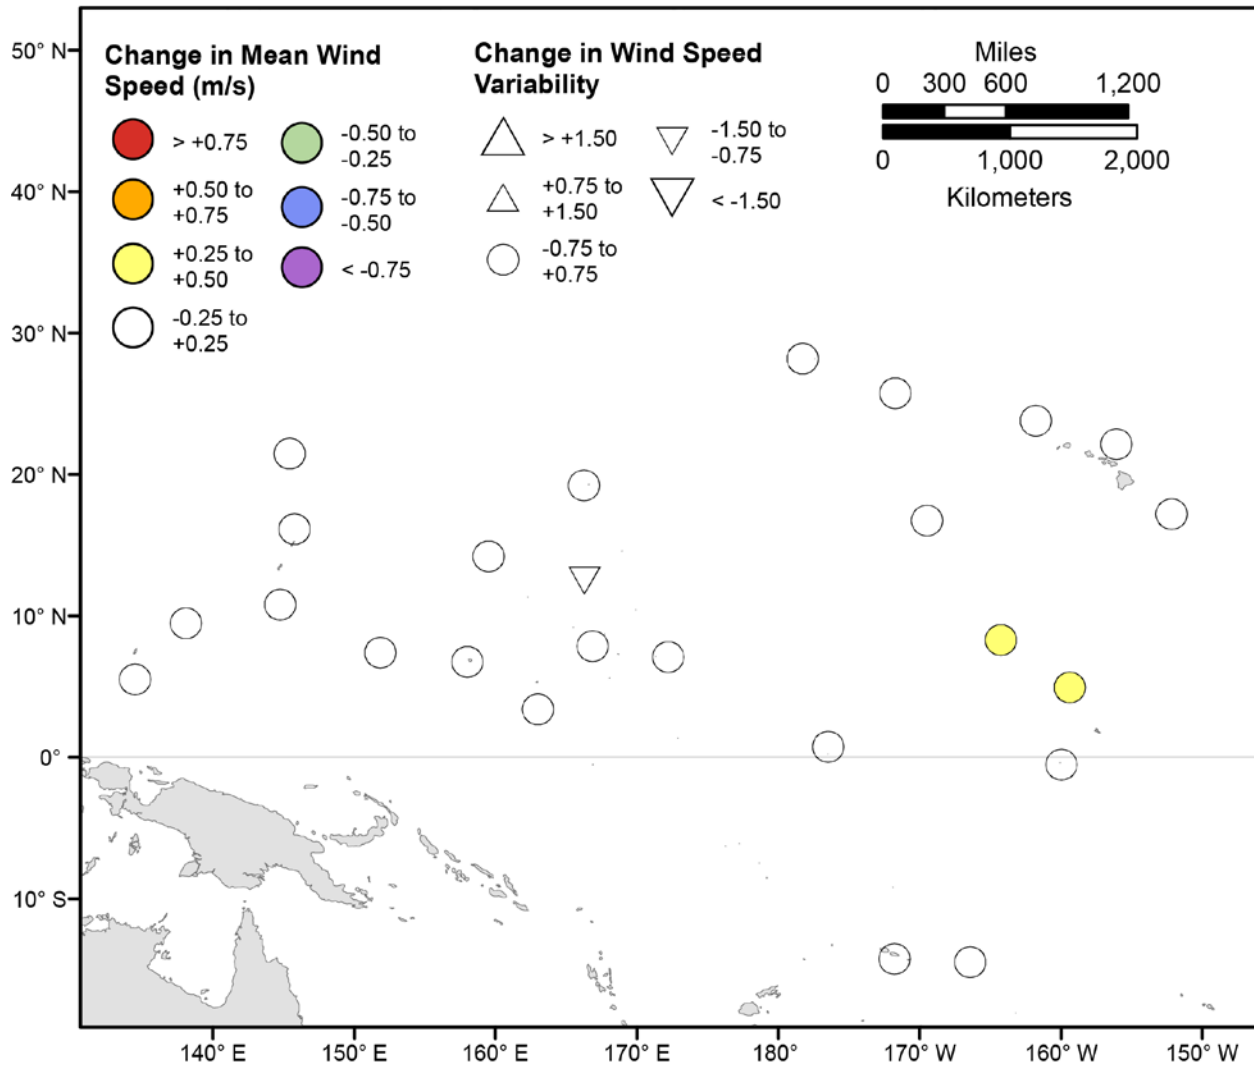 Change in Mean Wind
Speed (m/s)
> +0.75
+0.50 to
+0.75
+0.25 to
+0.50
-0.25 to
+0.25
-0.50 to
-0.25
-0.75 to
-0.50
< -0.75
Change in Wind Speed
Variability
> +1.50
+0.75 to
+1.50
-0.75 to
+0.75
-1.50 to
-0.75
< -1.50
Miles
0 300 600 1,200
0 1,000 2,000
Kilometers
50° N
40° N
30° N
20° N
10° N
0°
10° S
140° E 150° E 160° E 170° E 180° 170° W 160° W 150° W